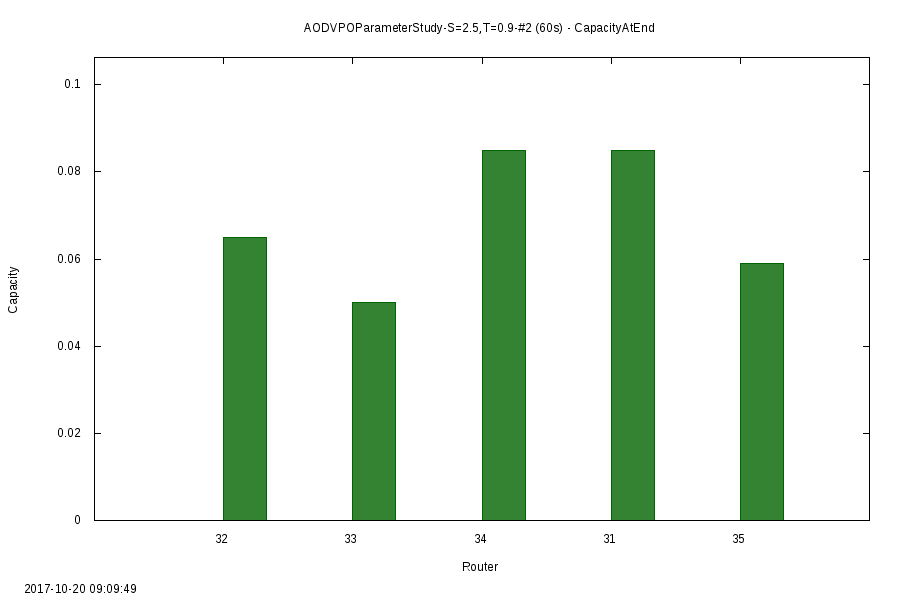 AODVPOParameterStudy-S=2.5,T=0.9-#2 (60s) - CapacityAtEnd
0.1
0.08
0.06
0.04
0.02
0
Capacity
32 33 34 31 35
Router
2017-10-20 09:09:49